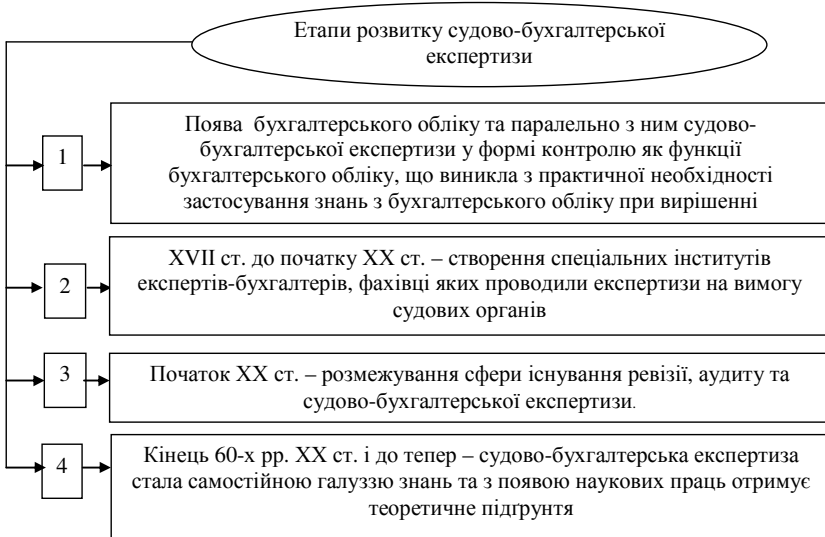 Етапи розвитку судово-бухгалтерської
експертизи
1
Поява бухгалтерського обліку та паралельно з ним судово-
бухгалтерської експертизи у формі контролю як функції
бухгалтерського обліку, що виникла з практичної необхідності
застосування знань з бухгалтерського обліку при вирішенні
2
XVII ст. до початку XX ст. – створення спеціальних інститутів
експертів-бухгалтерів, фахівці яких проводили експертизи на вимогу
судових органів
3
Початок XX ст. – розмежування сфери існування ревізії, аудиту та
судово-бухгалтерської експертизи.
4
Кінець 60-х рр. XX ст. і до тепер – судово-бухгалтерська експертиза
стала самостійною галуззю знань та з появою наукових праць отримує
теоретичне підґрунтя